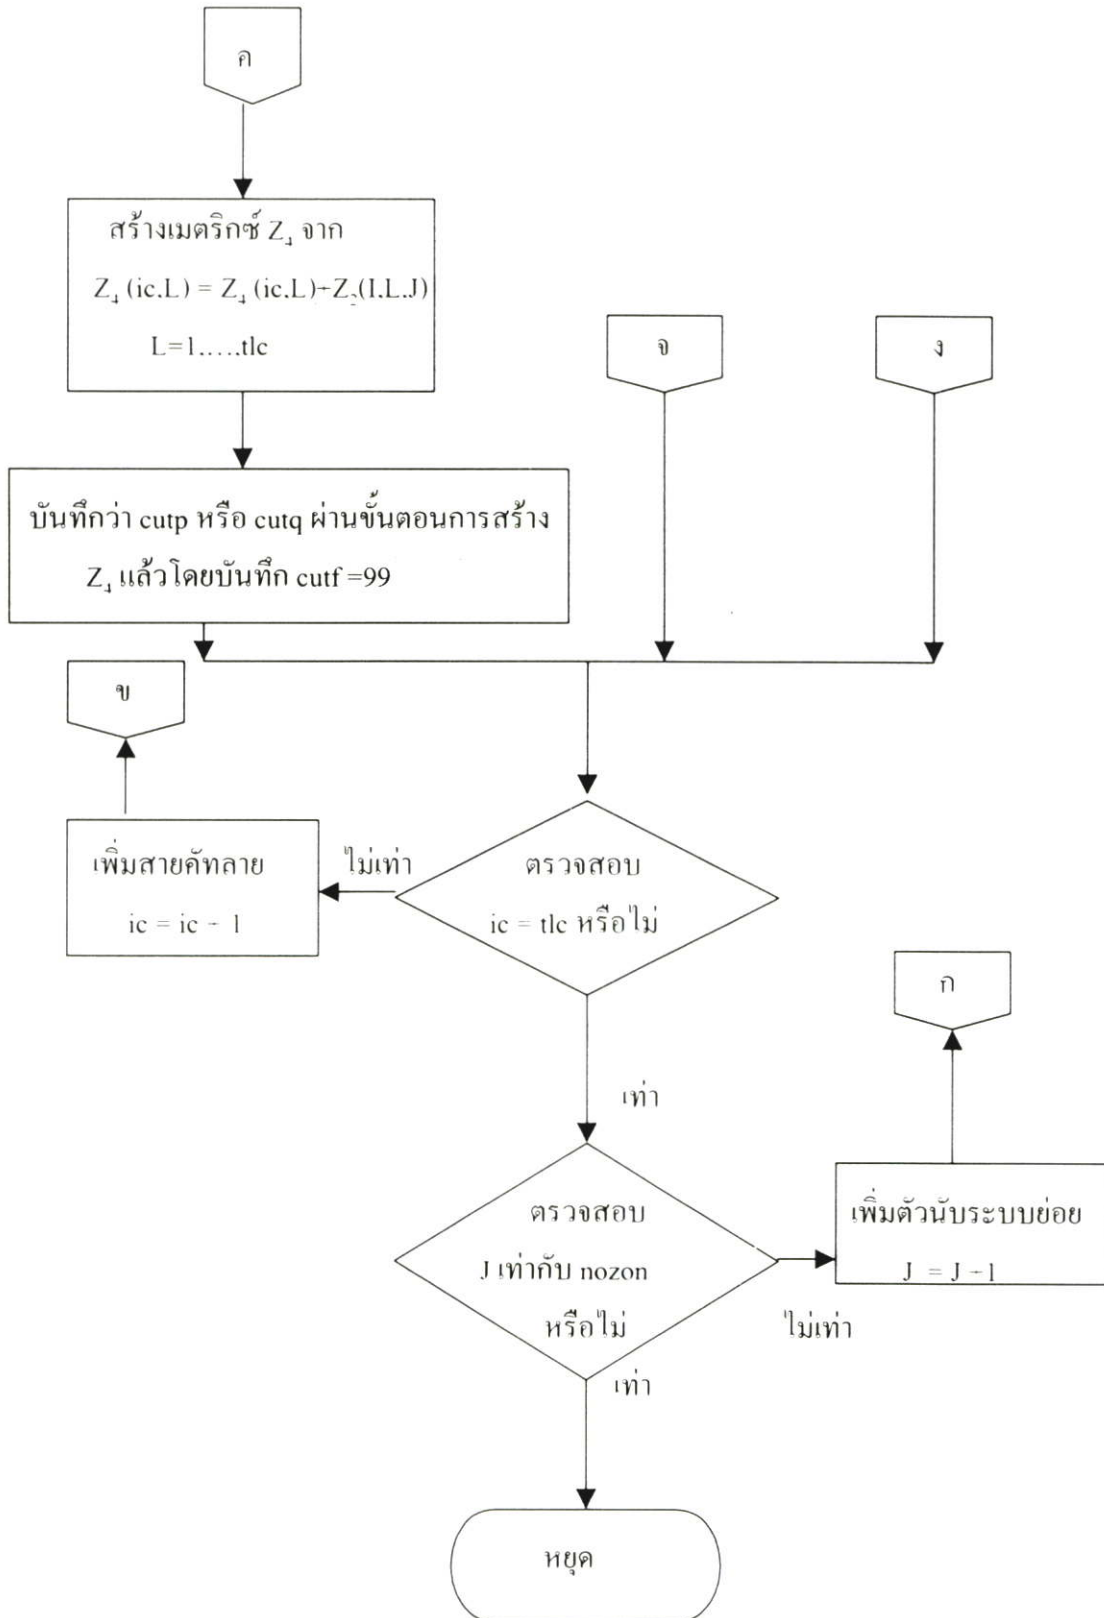 ค
สร้างเมตริกซ์ Z₄ จาก
Z₄ (ic,L) = Z₄ (ic,L)-Z₂(I,L,J)
L=1,...,tlc
จ
ง
บันทึกว่า cutp หรือ cutq ผ่านขั้นตอนการสร้าง
Z₄ แล้วโดยบันทึก cutf =99
ข
เพิ่มสายคัทลาย
ic = ic - 1
ไม่เท่า
ตรวจสอบ
ic = tlc หรือไม่
ก
เท่า
ตรวจสอบ
J เท่ากับ nozon
หรือไม่
เพิ่มตัวนับระบบย่อย
J = J -1
ไม่เท่า
เท่า
หยุด